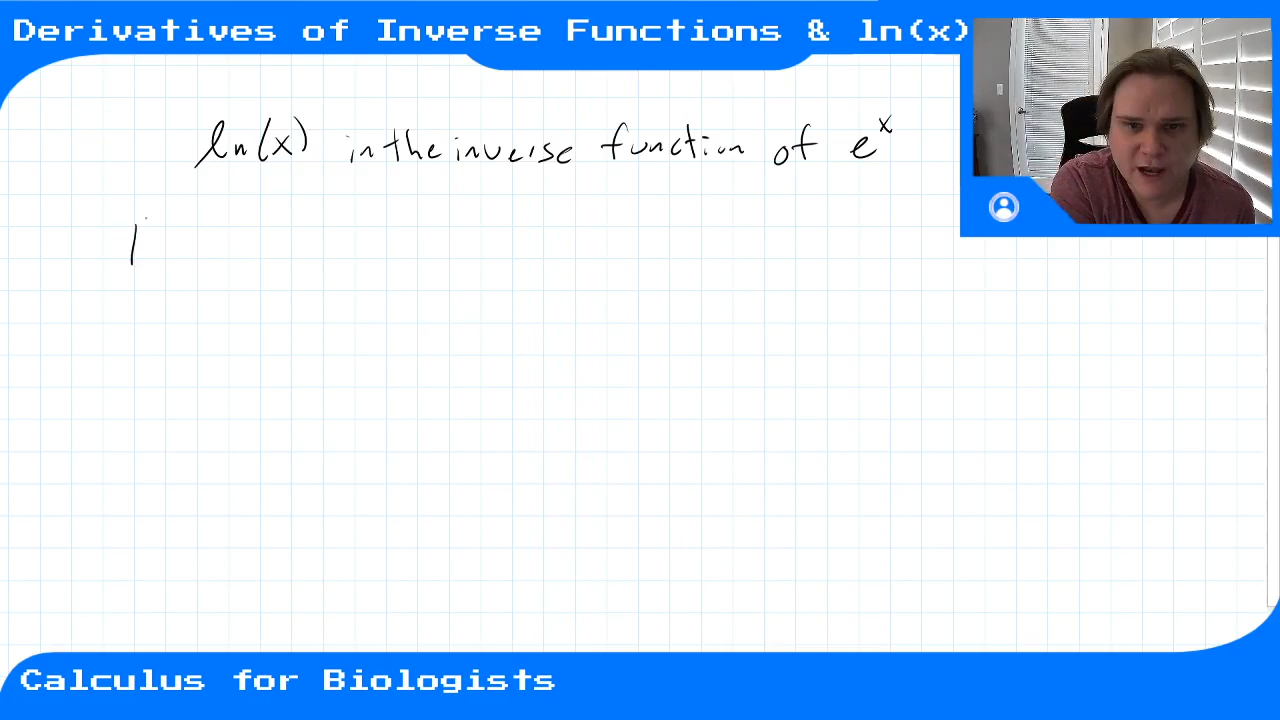 Derivatives of Inverse Functions & ln(x)
ln(x) in the inverse function of e^x
Calculus for Biologists